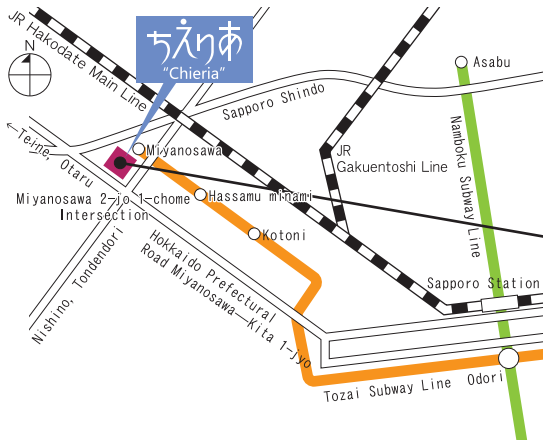 ちえりあ
"Chieria"
N
JR Hakodate Main Line
Asabu
Sapporo Shindo
←Teine, Otaru
Miyanosawa
JR
Gakuentoshi Line
Namboku Subway Line
Miyanosawa 2-jo 1-chome
Intersection
Hassamu minami
Kotoni
Nishino, Tondendori
Hokkaido Prefectural
Road Miyanosawa—Kita 1-jyo
Sapporo Station
Tozai Subway Line
Odori